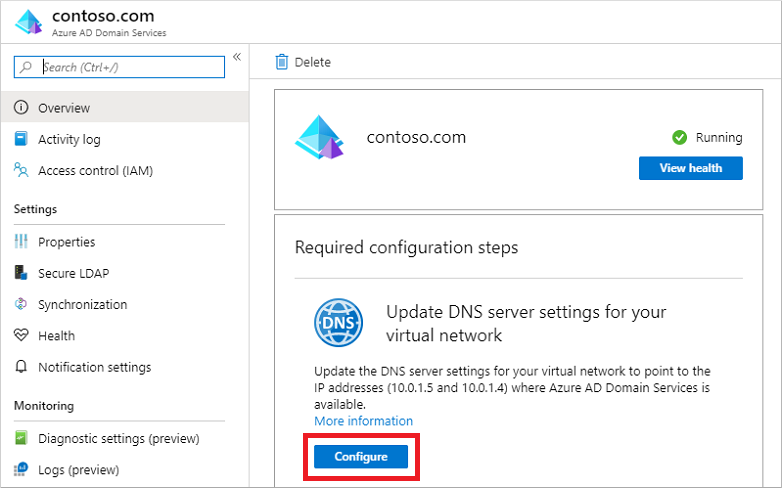 contoso.com
Azure AD Domain Services
Search (Ctrl+/)
«
Overview
Activity log
Access control (IAM)
Settings
Properties
Secure LDAP
Synchronization
Health
Notification settings
Monitoring
Diagnostic settings (preview)
Logs (preview)
Delete
contoso.com
Running
View health
Required configuration steps
DNS
Update DNS server settings for your
virtual network
Update the DNS server settings for your virtual network to point to the
IP addresses (10.0.1.5 and 10.0.1.4) where Azure AD Domain Services is
available.
More information
Configure